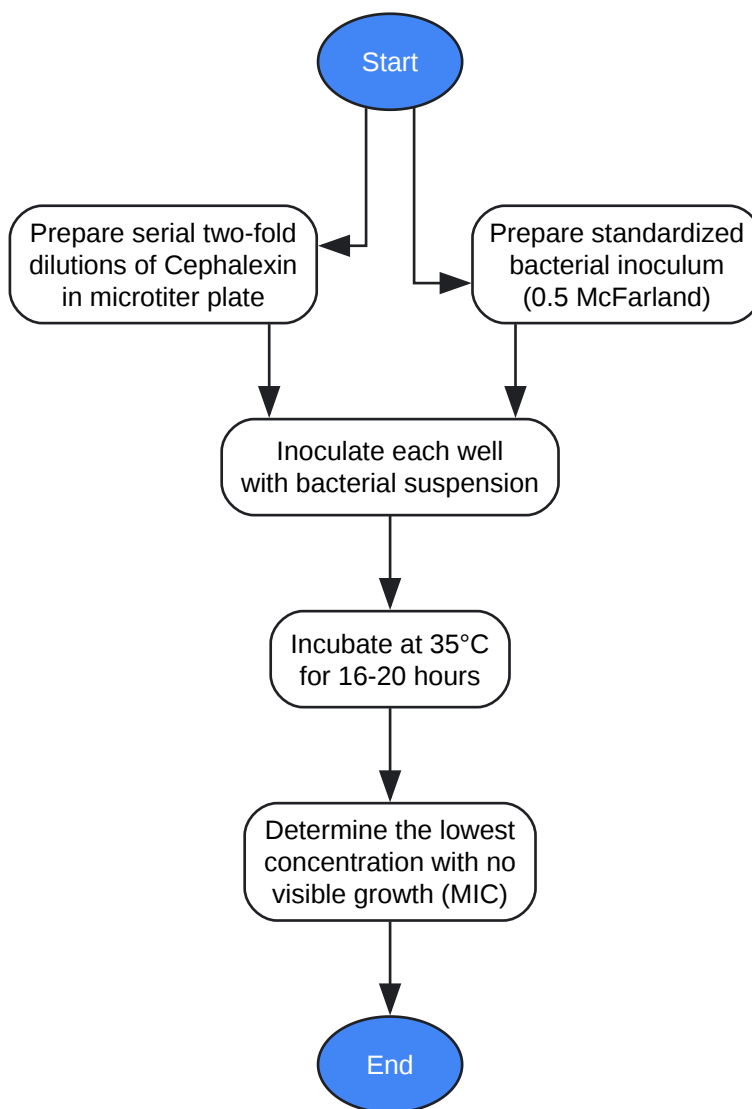 Start
Prepare serial two-fold
dilutions of Cephalexin
in microtiter plate
Prepare standardized
bacterial inoculum
(0.5 McFarland)
Inoculate each well
with bacterial suspension
Incubate at 35°C
for 16-20 hours
Determine the lowest
concentration with no
visible growth (MIC)
End